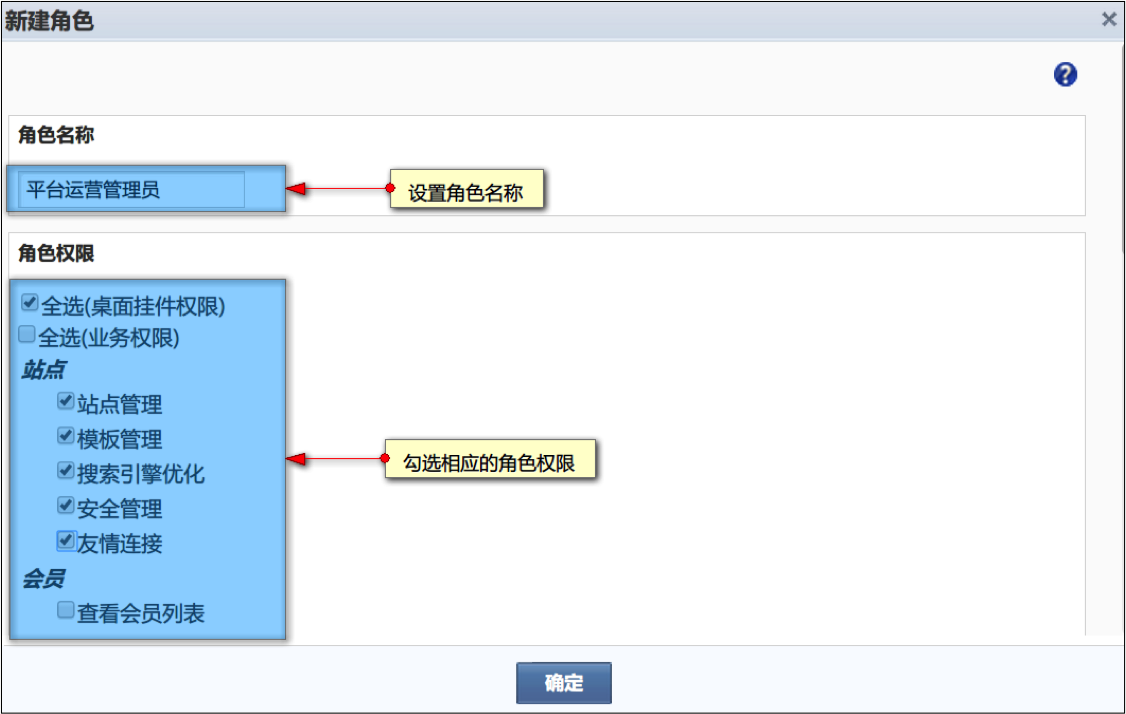 新建角色
角色名称
平台运营管理员
设置角色名称
角色权限
全选(桌面挂件权限)
全选(业务权限)
站点
站点管理
模板管理
搜索引擎优化
勾选相应的角色权限
安全管理
友情连接
会员
查看会员列表
确定